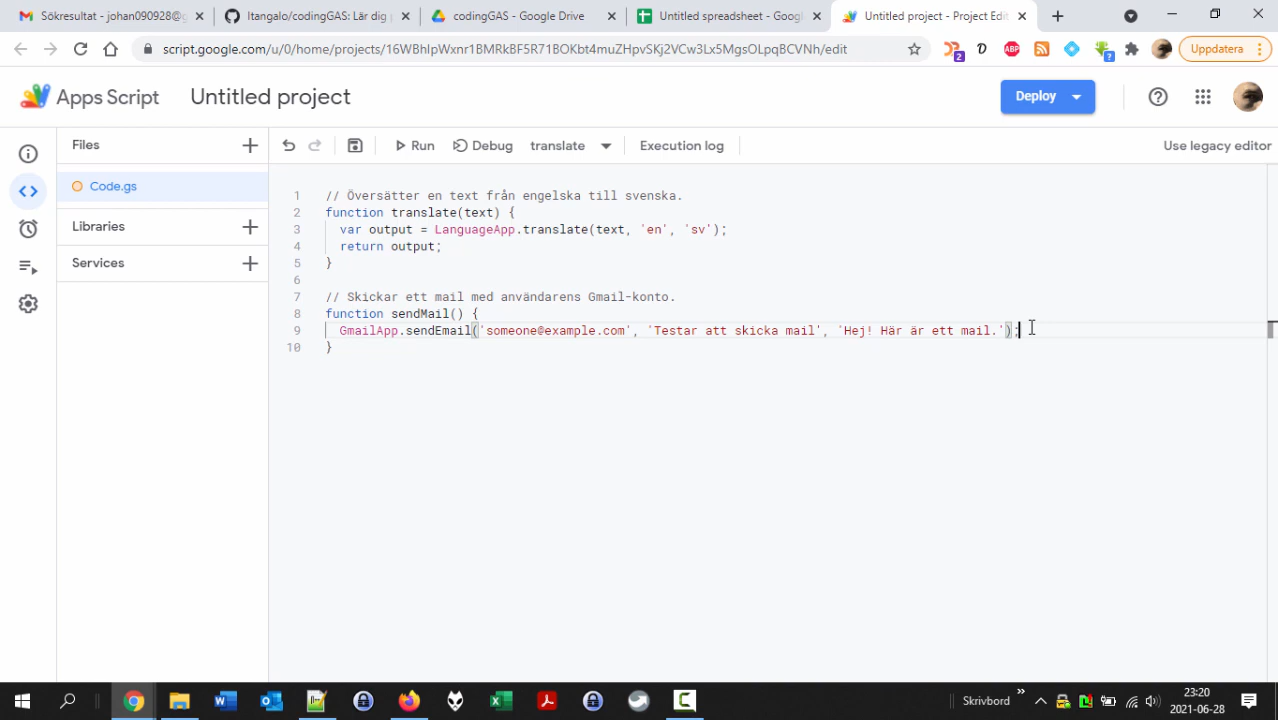 Sökresultat - johan090928@g
Itangalo/codingGAS: Lär dig
codingGAS - Google Drive
Untitled spreadsheet - Googl
Untitled project - Project Edit
script.google.com/u/0/home/projects/16WBhlpWxnr1BMRkBF5R71BOKbt4muZHpvSKj2VCw3Lx5MgsOLpqBCVNh/edit
2
ABP
?
Uppdatera
Apps Script
Untitled project
Deploy
Files
Run
Debug
translate
Execution log
Use legacy editor
Code.gs
Libraries
Services
1 // Översätter en text från engelska till svenska.
2 function translate(text) {
3 var output = LanguageApp.translate(text, 'en', 'sv');
4 return output;
5 }
6
7 // Skickar ett mail med användarens Gmail-konto.
8 function sendMail() {
9 GmailApp.sendEmail('someone@example.com', 'Testar att skicka mail', 'Hej! Här är ett mail.');
10 }
Skrivbord
23:20
2021-06-28